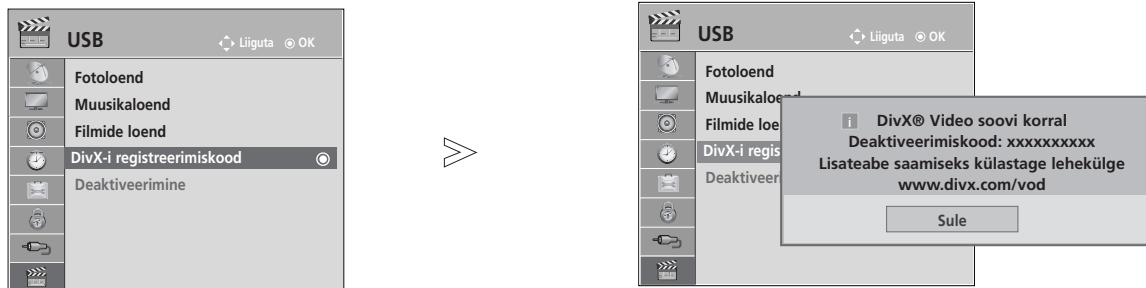 USB
Liiguta OK
Fotoloend
Muusikaloend
Filmide loend
DivX-i registreerimiskood
Deaktiveerimine
USB
Liiguta OK
Fotoloend
Muusikaloe
Filmide loe
DivX-i regis
Deaktiveeri
DivX® Video soovi korral
Deaktiveerimiskood: xxxxxxxxxx
Lisateabe saamiseks külastage lehekülge
www.divx.com/vod
Sule